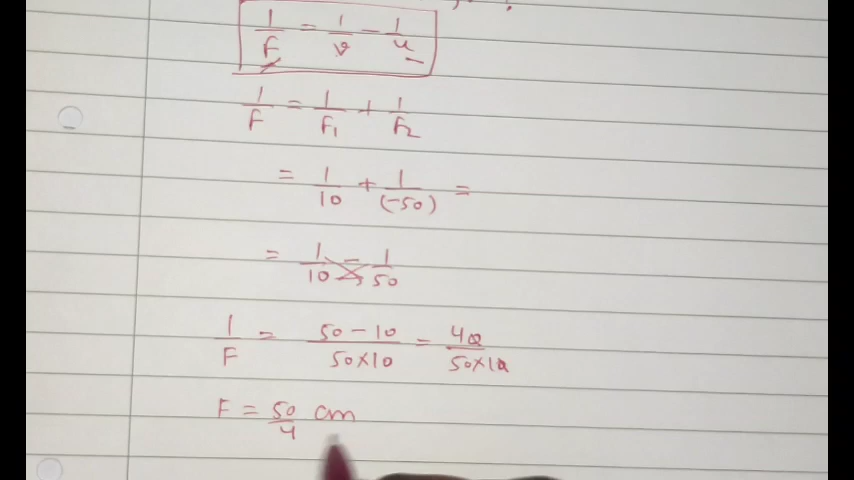 1/F = 1/v - 1/u
1/F = 1/F₁ + 1/F₂
= 1/10 + 1/(-50) =
= 1/10 - 1/50
1/F = 50-10/50×10 = 40/50×10
F = 50/4 cm